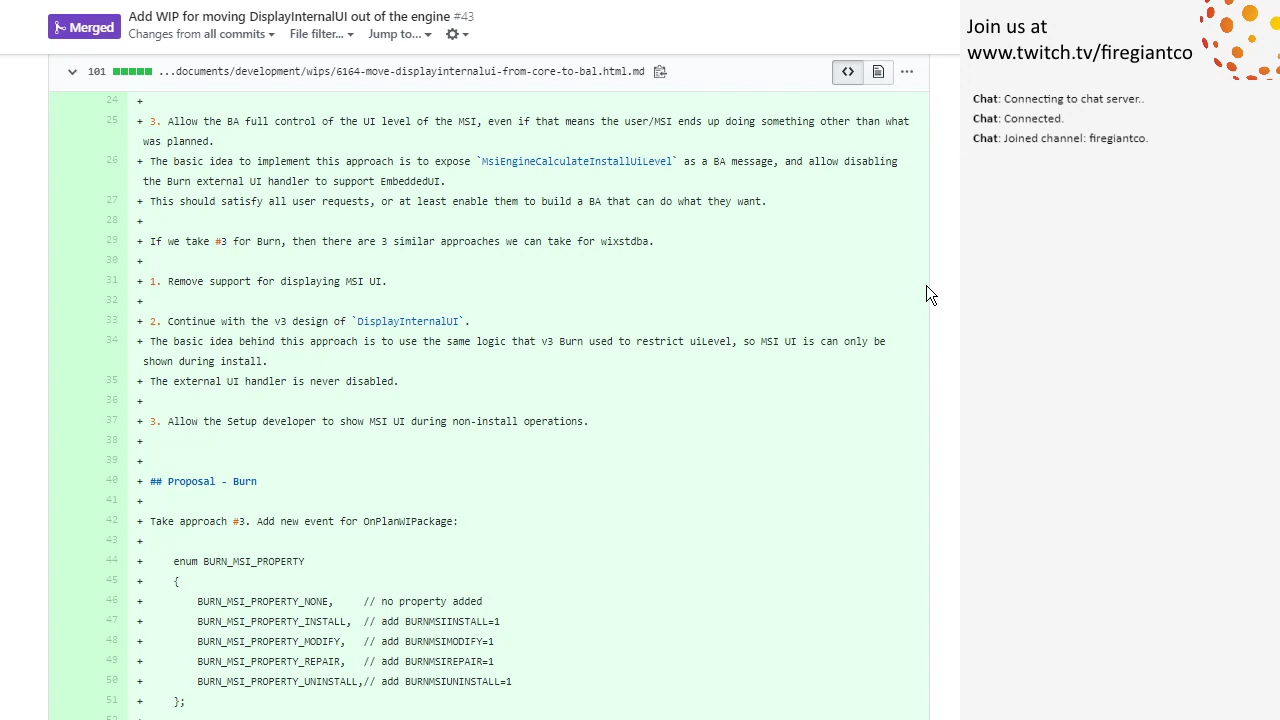 Merged
Add WIP for moving DisplayInternalUI out of the engine #43
Changes from all commits
File filter...
Jump to...
101
...documents/development/wips/6164-move-displayinternalui-from-core-to-bal.html.md
24 +
25 + 3. Allow the BA full control of the UI level of the MSI, even if that means the user/MSI ends up doing something other than what
was planned.
26 + The basic idea to implement this approach is to expose `MsiEngineCalculateInstallUiLevel` as a BA message, and allow disabling
the Burn external UI handler to support EmbeddedUI.
27 + This should satisfy all user requests, or at least enable them to build a BA that can do what they want.
28 +
29 + If we take #3 for Burn, then there are 3 similar approaches we can take for wixstdba.
30 +
31 + 1. Remove support for displaying MSI UI.
32 +
33 + 2. Continue with the v3 design of `DisplayInternalUI`.
34 + The basic idea behind this approach is to use the same logic that v3 Burn used to restrict uiLevel, so MSI UI is can only be
shown during install.
35 + The external UI handler is never disabled.
36 +
37 + 3. Allow the Setup developer to show MSI UI during non-install operations.
38 +
39 +
40 + ## Proposal - Burn
41 +
42 + Take approach #3. Add new event for OnPlanWIPackage:
43 +
44 + enum BURN_MSI_PROPERTY
45 + {
46 + BURN_MSI_PROPERTY_NONE, // no property added
47 + BURN_MSI_PROPERTY_INSTALL, // add BURNMSIINSTALL=1
48 + BURN_MSI_PROPERTY_MODIFY, // add BURNMSIMODIFY=1
49 + BURN_MSI_PROPERTY_REPAIR, // add BURNMSIREPAIR=1
50 + BURN_MSI_PROPERTY_UNINSTALL,// add BURNMSIUNINSTALL=1
51 + };
52 +
Join us at
www.twitch.tv/firegiantco
Chat: Connecting to chat server..
Chat: Connected.
Chat: Joined channel: firegiantco.